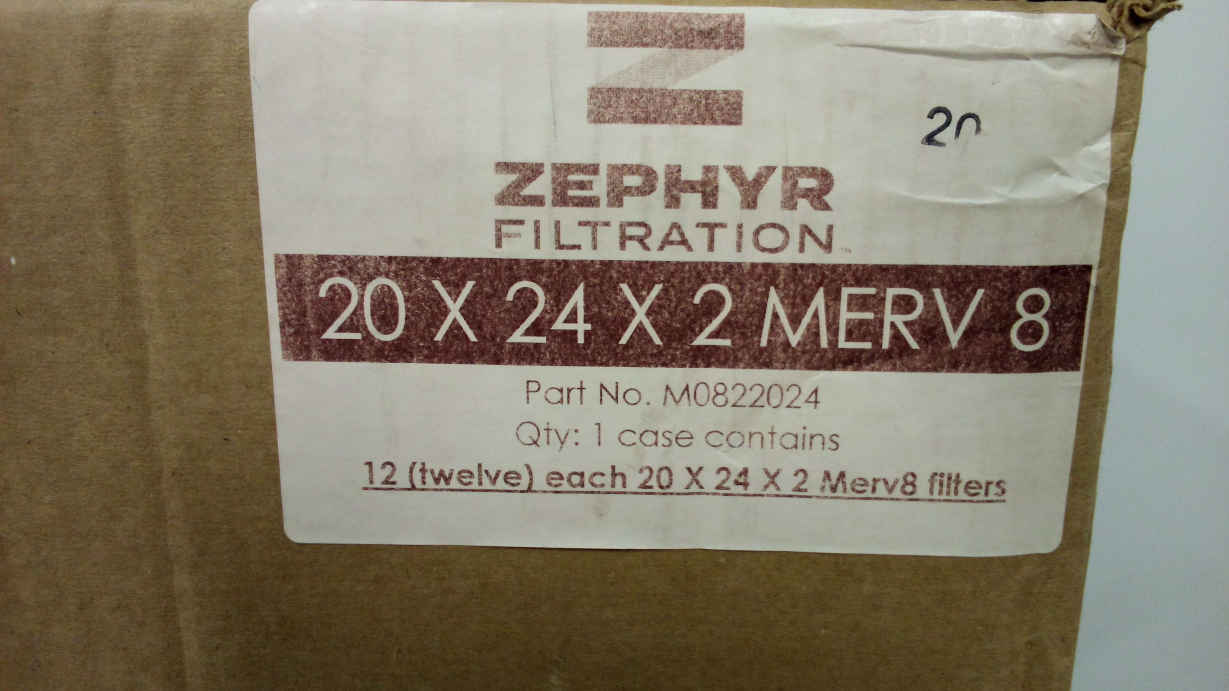 20
ZEPHYR
FILTRATION
20 X 24 X 2 MERV 8
Part No. M0822024
Qty: 1 case contains
12 (twelve) each 20 X 24 X 2 Merv8 filters